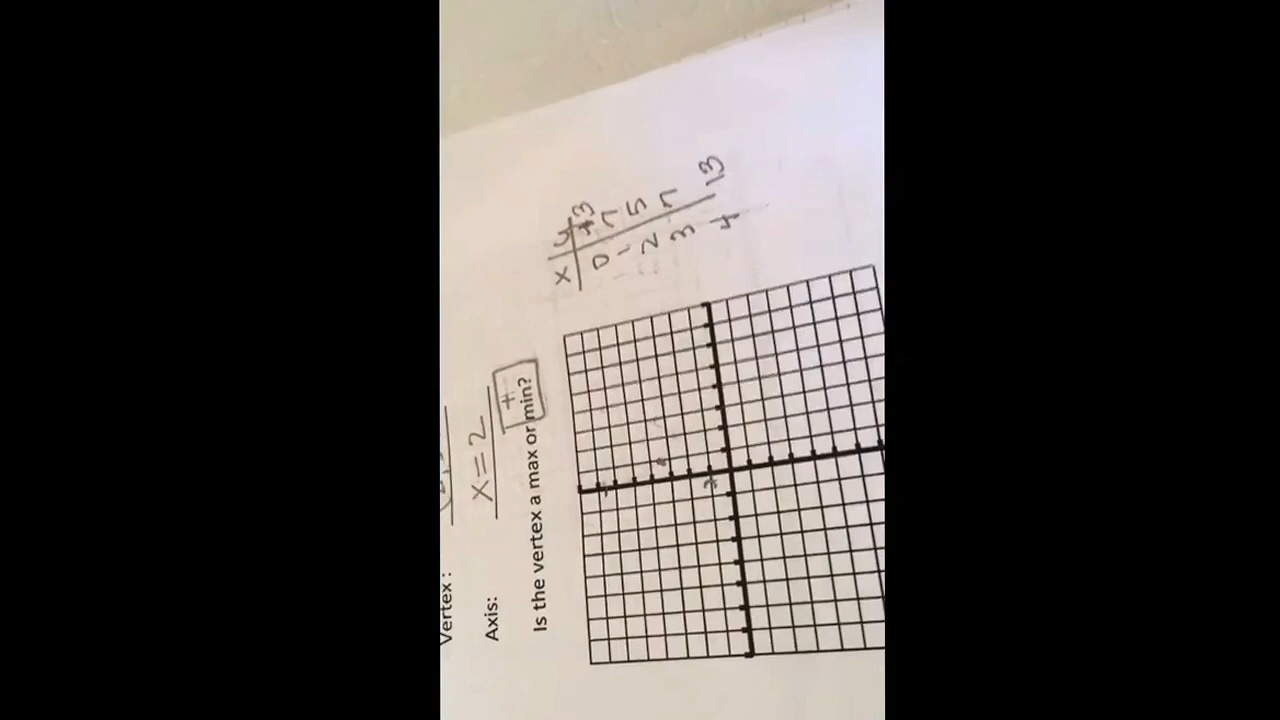 Vertex:
Axis: x=2
Is the vertex a max or min?
x y
0 13
1 7
2 5
3 7
4 13